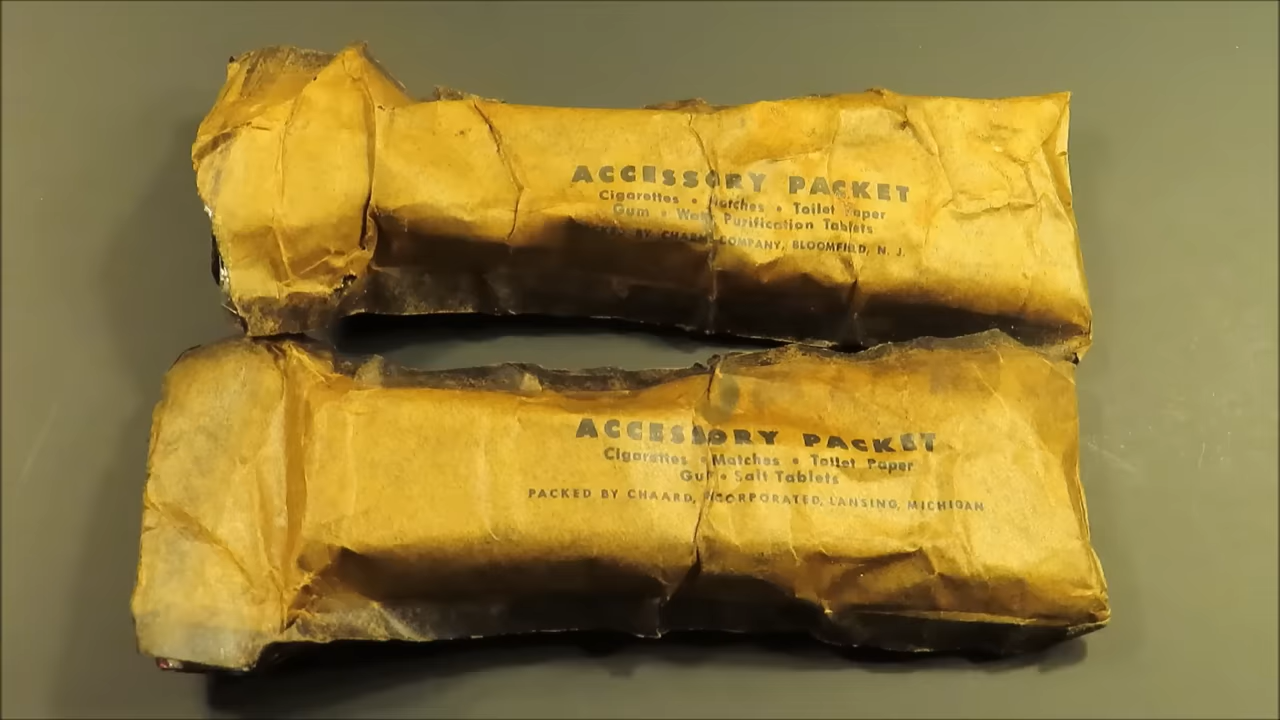 ACCESSORY PACKET
Cigarettes • Matches • Toilet Paper
Gum • Purification Tablets
BY CHARMS COMPANY, BLOOMFIELD, N. J.
ACCESSORY PACKET
Cigarettes • Matches • Toilet Paper
Gum • Salt Tablets
PACKED BY CHAARD, INCORPORATED, LANSING, MICHIGAN